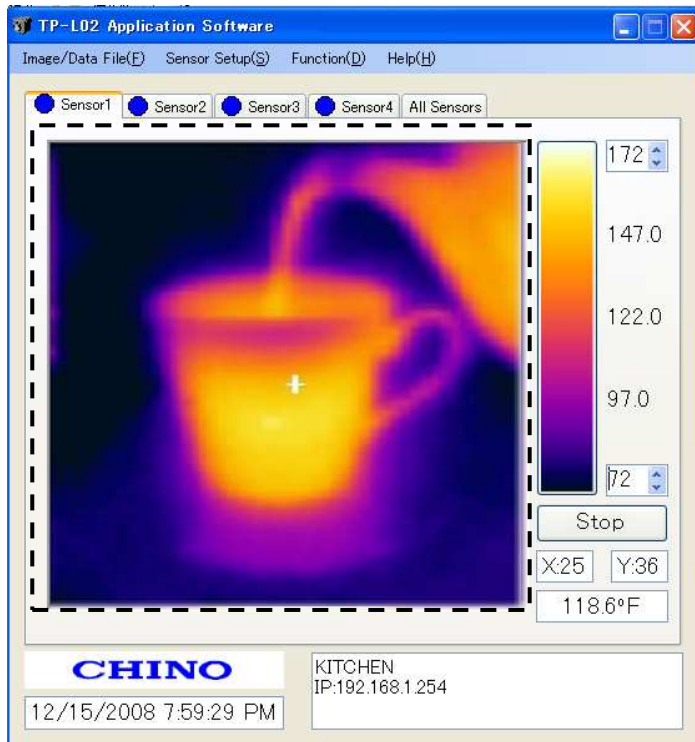 TP-L02 Application Software
Image/Data File(F) Sensor Setup(S) Function(D) Help(H)
Sensor1 Sensor2 Sensor3 Sensor4 All Sensors
172
147.0
122.0
97.0
72
Stop
X:25 Y:36
118.6ºF
CHINO
12/15/2008 7:59:29 PM
KITCHEN
IP:192.168.1.254